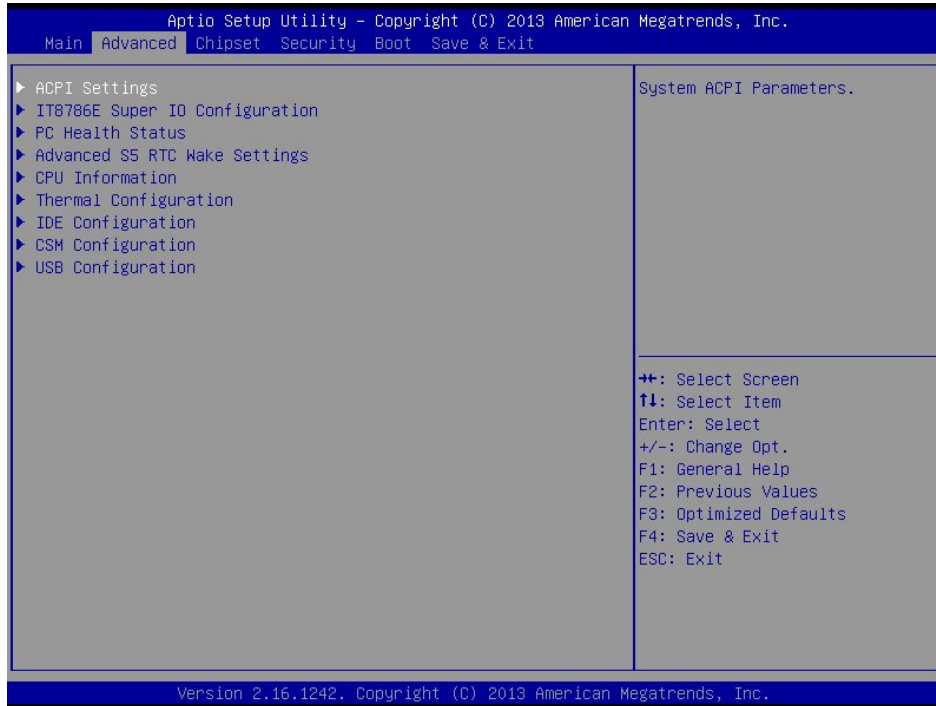 Aptio Setup Utility – Copyright (C) 2013 American Megatrends, Inc.
Main Advanced Chipset Security Boot Save & Exit
ACPI Settings
IT8786E Super IO Configuration
PC Health Status
Advanced S5 RTC Wake Settings
CPU Information
Thermal Configuration
IDE Configuration
CSM Configuration
USB Configuration
System ACPI Parameters.
→←: Select Screen
↑↓: Select Item
Enter: Select
+/-: Change Opt.
F1: General Help
F2: Previous Values
F3: Optimized Defaults
F4: Save & Exit
ESC: Exit
Version 2.16.1242. Copyright (C) 2013 American Megatrends, Inc.